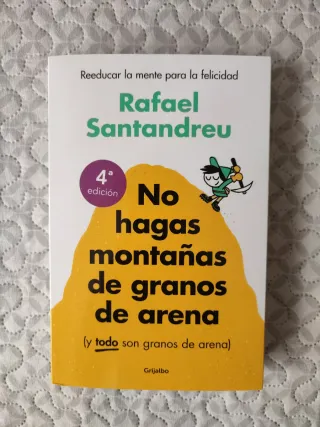 Reeducar la mente para la felicidad
Rafael
Santandreu
4ª
edición
No
hagas
montañas
de granos
de arena
(y todo son granos de arena)
Grijalbo